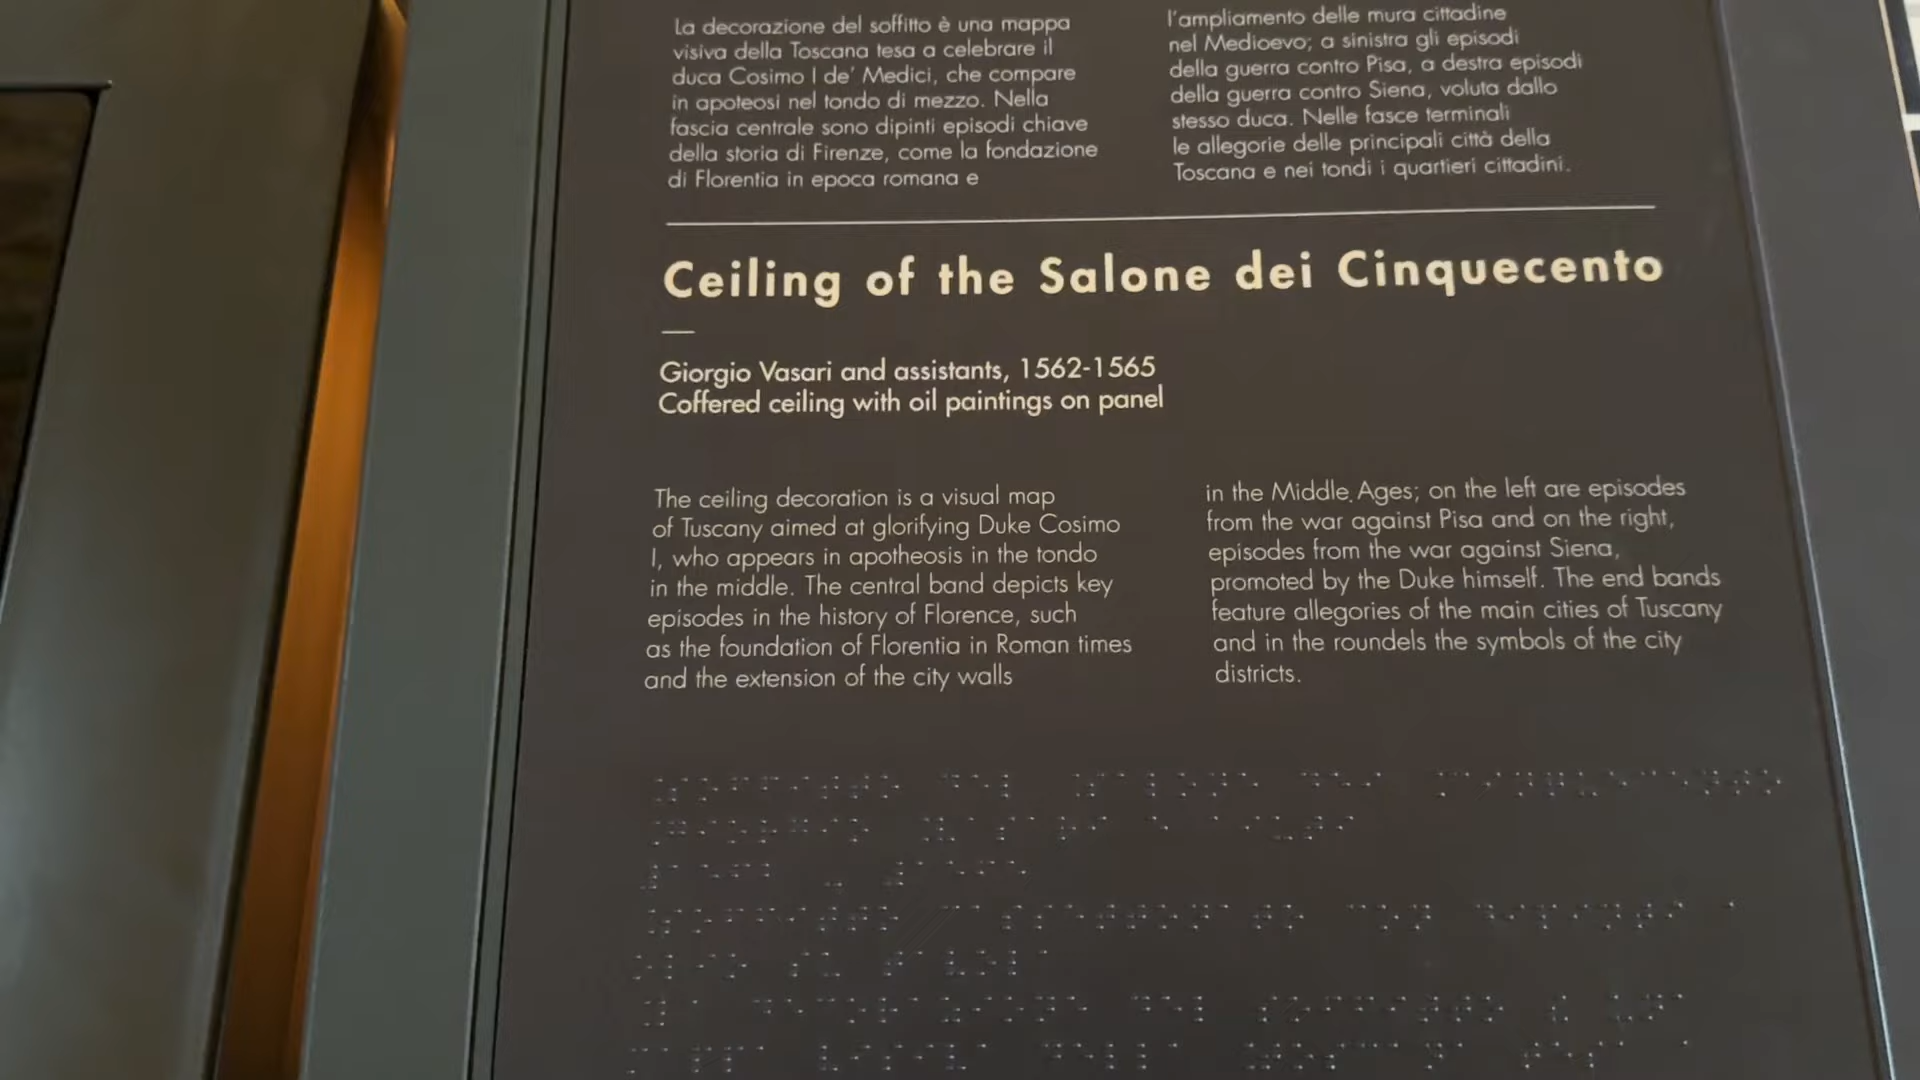 La decorazione del soffitto è una mappa
visiva della Toscana tesa a celebrare il
duca Cosimo I de' Medici, che compare
in apoteosi nel tondo di mezzo. Nella
fascia centrale sono dipinti episodi chiave
della storia di Firenze, come la fondazione
di Florentia in epoca romana e
l'ampliamento delle mura cittadine
nel Medioevo; a sinistra gli episodi
della guerra contro Pisa, a destra episodi
della guerra contro Siena, voluta dallo
stesso duca. Nelle fasce terminali
le allegorie delle principali città della
Toscana e nei tondi i quartieri cittadini.
Ceiling of the Salone dei Cinquecento
Giorgio Vasari and assistants, 1562-1565
Coffered ceiling with oil paintings on panel
The ceiling decoration is a visual map
of Tuscany aimed at glorifying Duke Cosimo
I, who appears in apotheosis in the tondo
in the middle. The central band depicts key
episodes in the history of Florence, such
as the foundation of Florentia in Roman times
and the extension of the city walls
in the Middle Ages; on the left are episodes
from the war against Pisa and on the right,
episodes from the war against Siena,
promoted by the Duke himself. The end bands
feature allegories of the main cities of Tuscany
and in the roundels the symbols of the city
districts.